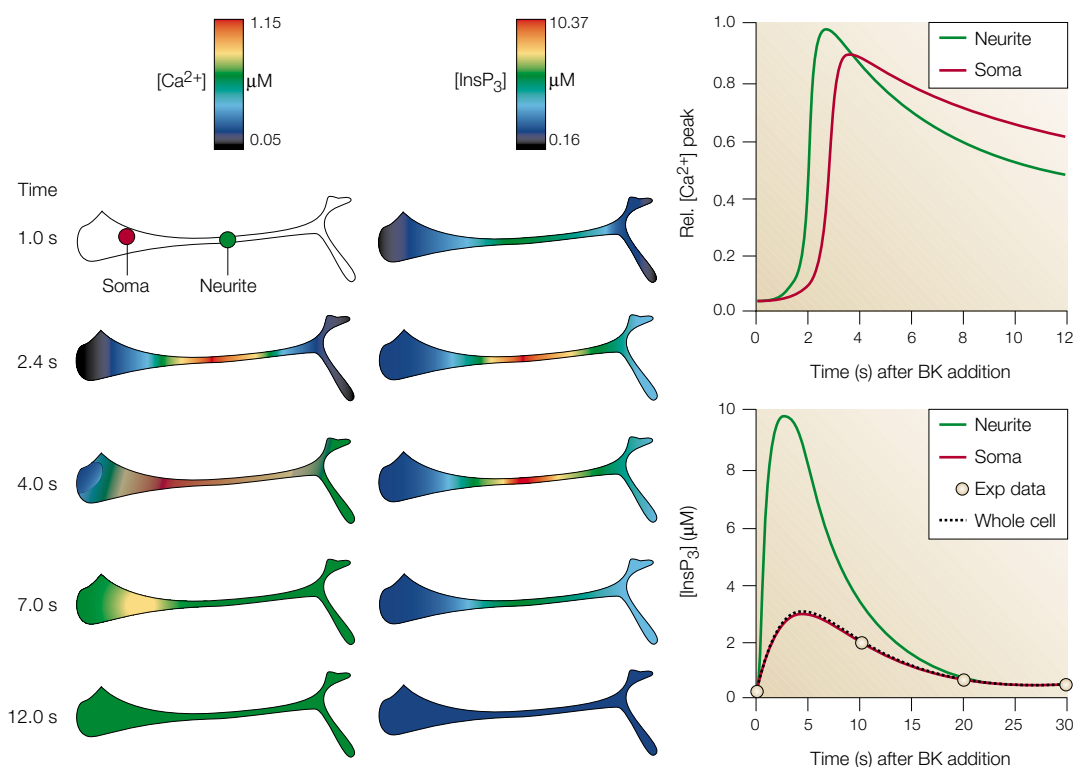 1.15
[Ca²⁺]
µM
0.05
10.37
[InsP₃]
µM
0.16
Time
1.0 s
Soma
Neurite
2.4 s
4.0 s
7.0 s
12.0 s
Neurite
Soma
Rel. [Ca²⁺] peak
1.0
0.8
0.6
0.4
0.2
0.0
0 2 4 6 8 10 12
Time (s) after BK addition
Neurite
Soma
Exp data
Whole cell
[InsP₃] (µM)
10
8
6
4
2
0
0 5 10 15 20 25 30
Time (s) after BK addition